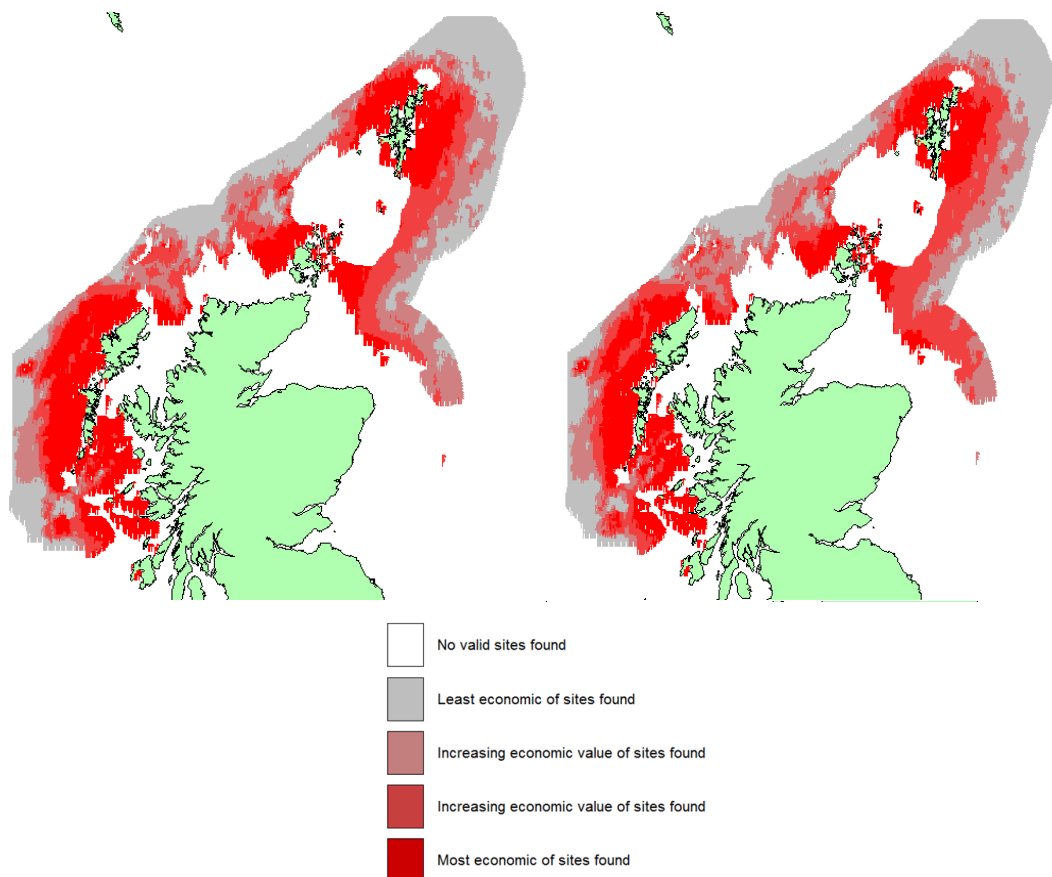 No valid sites found
Least economic of sites found
Increasing economic value of sites found
Increasing economic value of sites found
Most economic of sites found